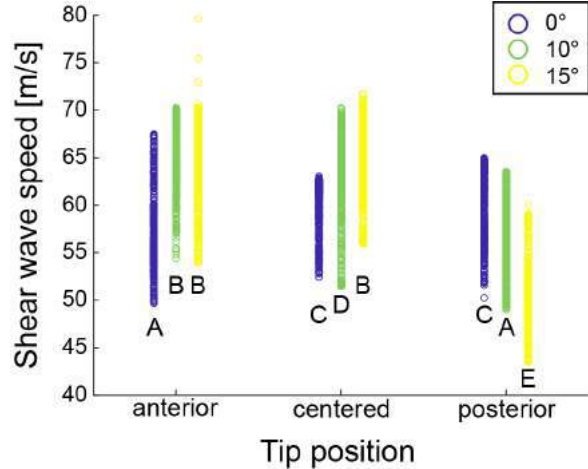 80
75
70
65
60
55
50
45
40
Shear wave speed [m/s]
0°
10°
15°
A
B
B
C
D
B
C
A
E
anterior
centered
posterior
Tip position